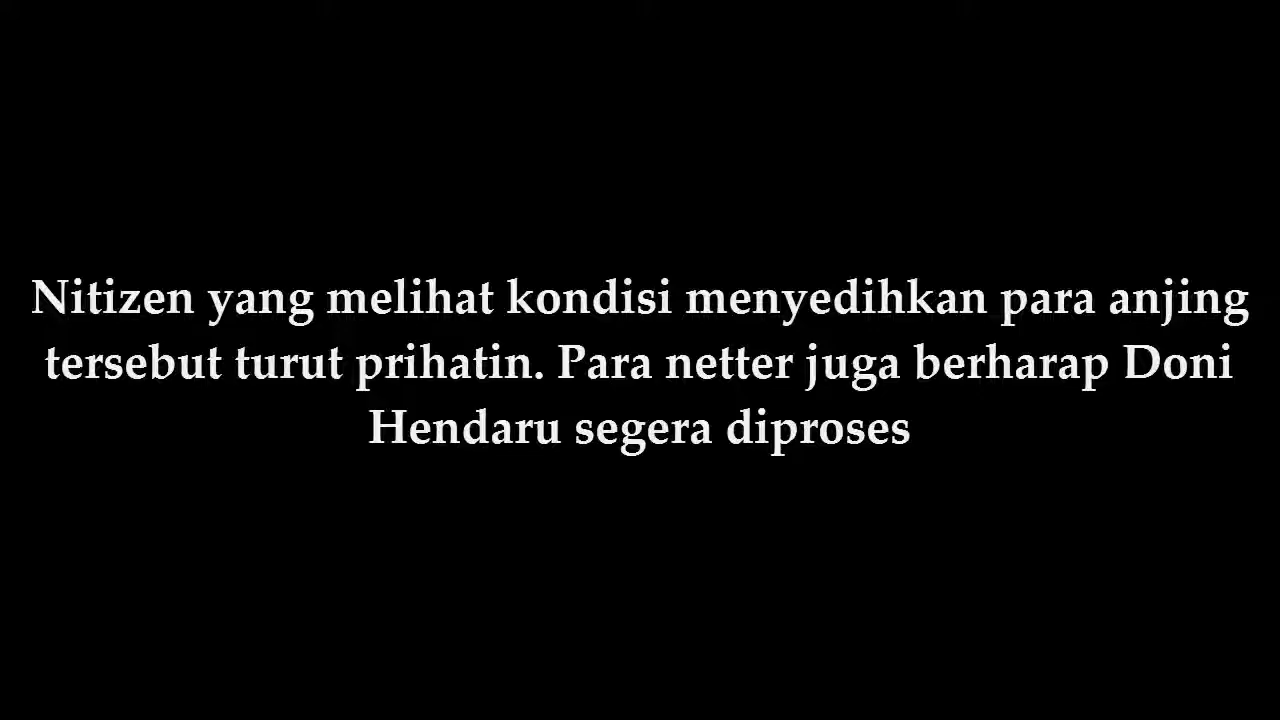 Nitizen yang melihat kondisi menyedihkan para anjing
tersebut turut prihatin. Para netter juga berharap Doni
Hendaru segera diproses